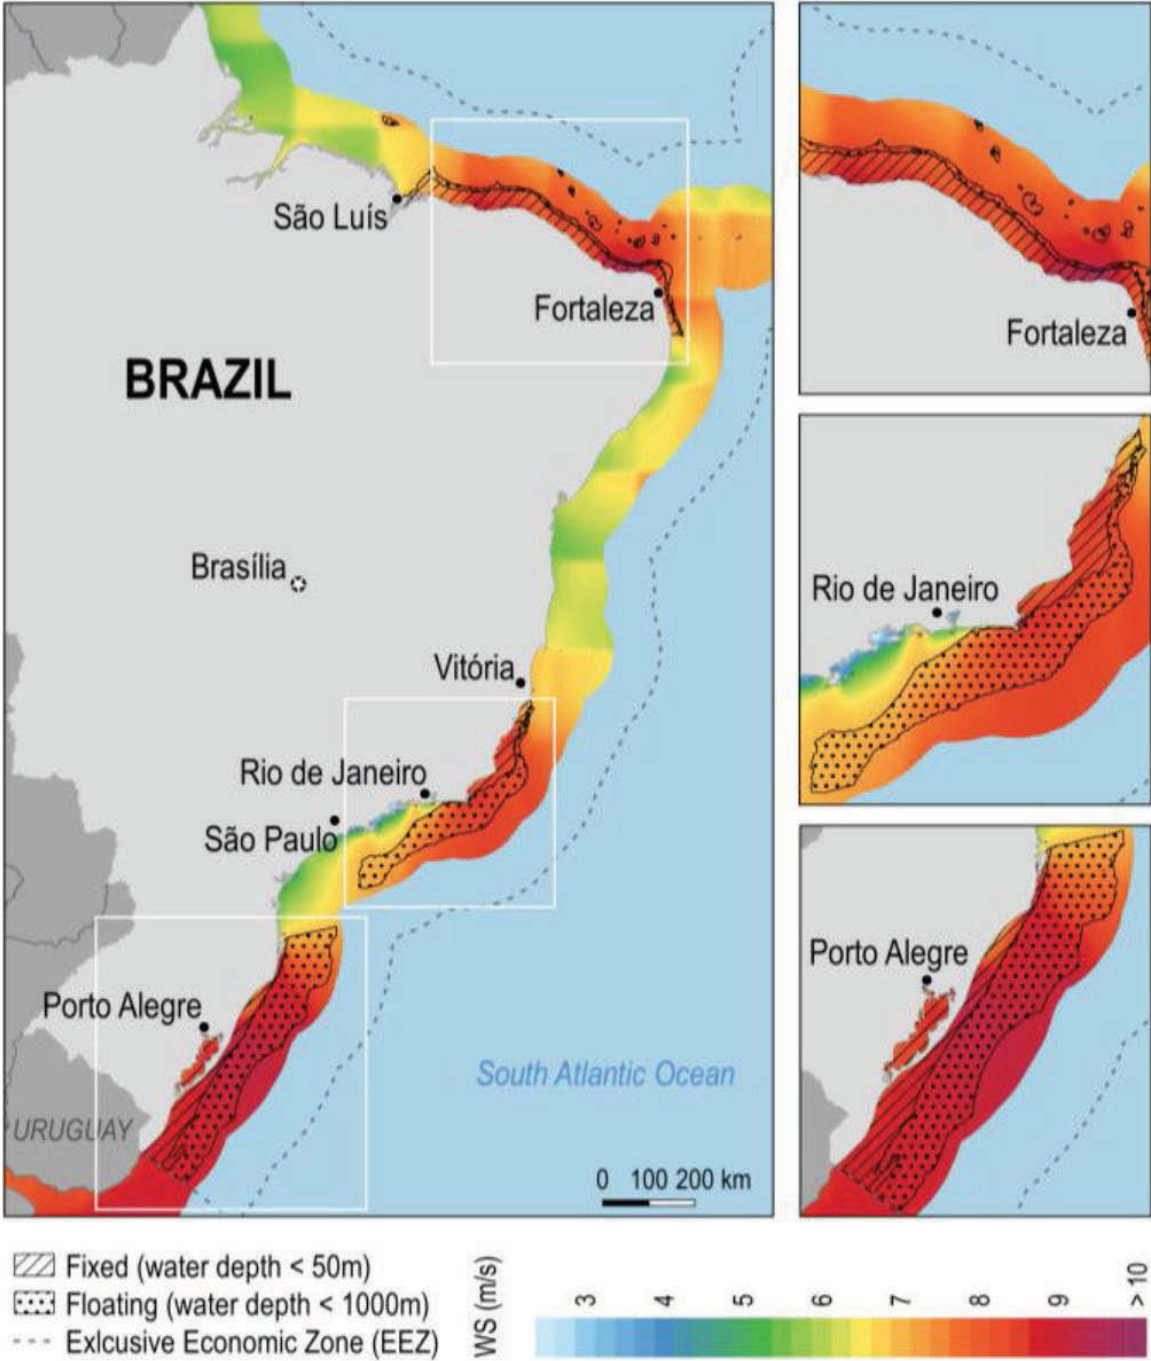 São Luís
Fortaleza
BRAZIL
Brasília
Vitória
Rio de Janeiro
São Paulo
Porto Alegre
URUGUAY
South Atlantic Ocean
0 100 200 km
Fortaleza
Rio de Janeiro
Porto Alegre
Fixed (water depth < 50m)
Floating (water depth < 1000m)
Exlcusive Economic Zone (EEZ)
WS (m/s)
3 4 5 6 7 8 9 > 10